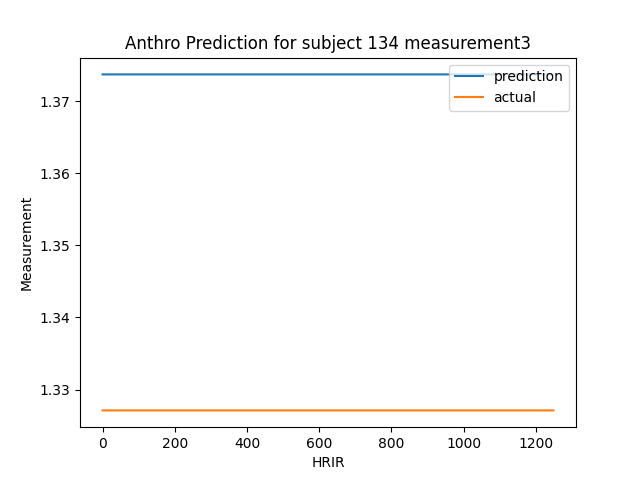 Anthro Prediction for subject 134 measurement3
prediction
actual
1.37
1.36
1.35
1.34
1.33
Measurement
0 200 400 600 800 1000 1200
HRIR